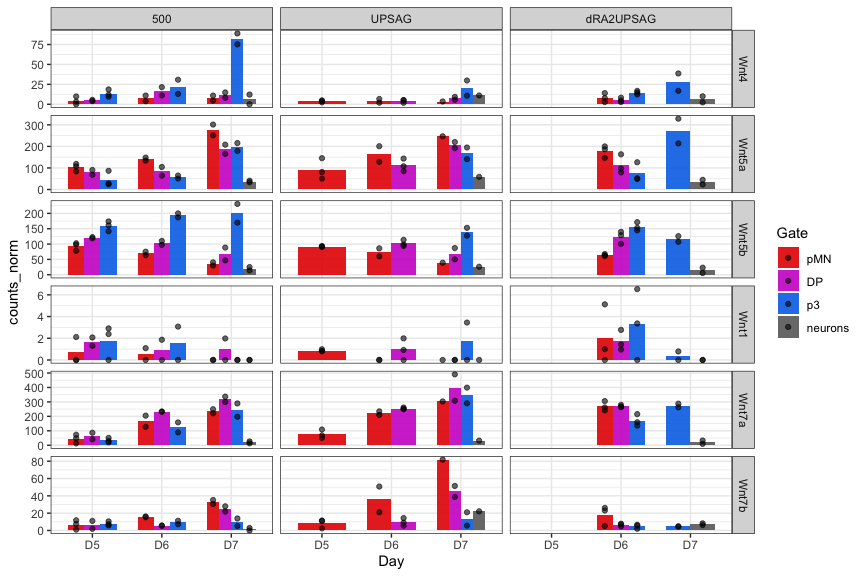 500 UPSAG dRA2UPSAG
75
50
25
0
Wnt4
300
200
100
0
Wnt5a
200
150
100
50
0
Wnt5b
6
4
2
0
Wnt1
500
400
300
200
100
0
Wnt7a
80
60
40
20
0
Wnt7b
D5 D6 D7 D5 D6 D7 D5 D6 D7
Day
counts_norm
Gate
pMN
DP
p3
neurons